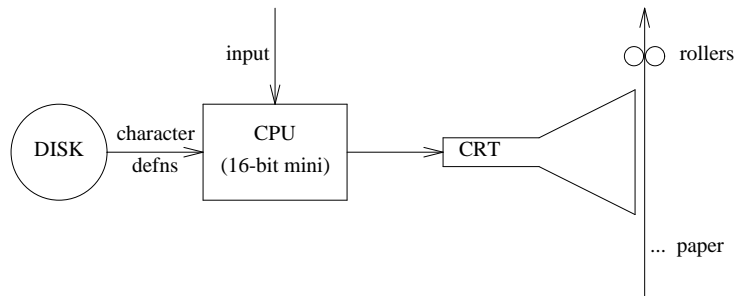 input
rollers
character
DISK
defns
CPU
(16-bit mini)
CRT
... paper